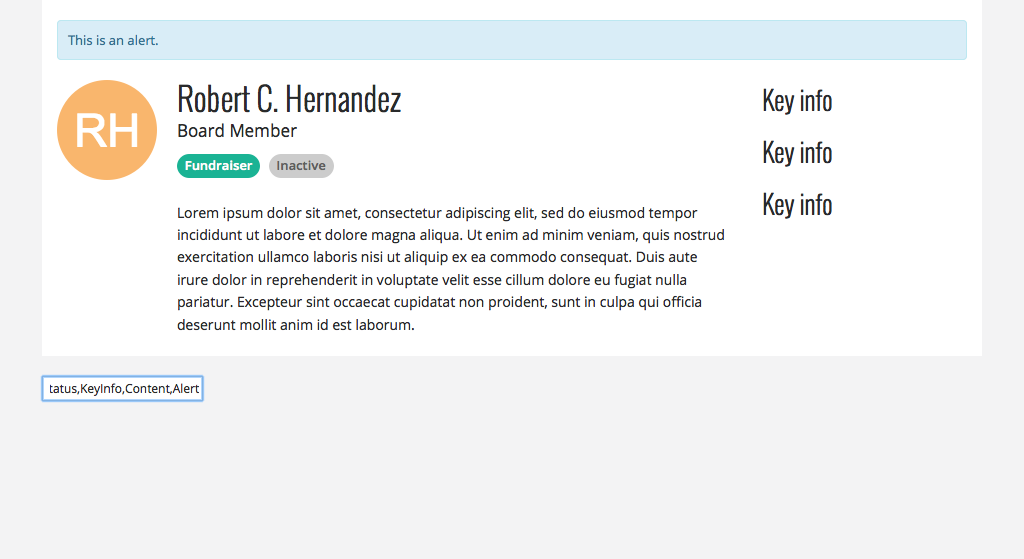 This is an alert.
RH
Robert C. Hernandez
Board Member
Fundraiser Inactive
Lorem ipsum dolor sit amet, consectetur adipiscing elit, sed do eiusmod tempor
incididunt ut labore et dolore magna aliqua. Ut enim ad minim veniam, quis nostrud
exercitation ullamco laboris nisi ut aliquip ex ea commodo consequat. Duis aute
irure dolor in reprehenderit in voluptate velit esse cillum dolore eu fugiat nulla
pariatur. Excepteur sint occaecat cupidatat non proident, sunt in culpa qui officia
deserunt mollit anim id est laborum.
Key info
Key info
Key info
tatus,KeyInfo,Content,Alert